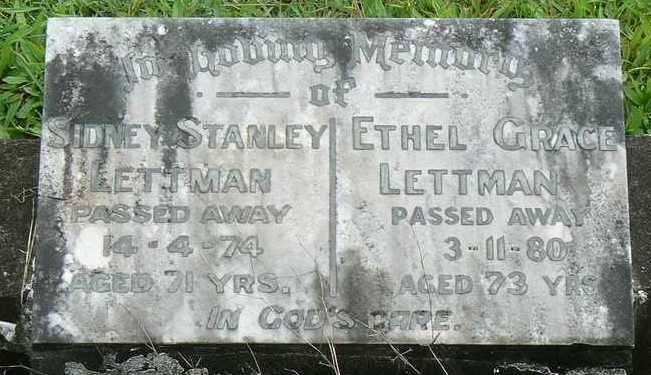 In Loving Memory
of
SIDNEY STANLEY
LETTMAN
PASSED AWAY
14-4-74
AGED 71 YRS.
ETHEL GRACE
LETTMAN
PASSED AWAY
3-11-80
AGED 73 YRS
IN GOD'S CARE.